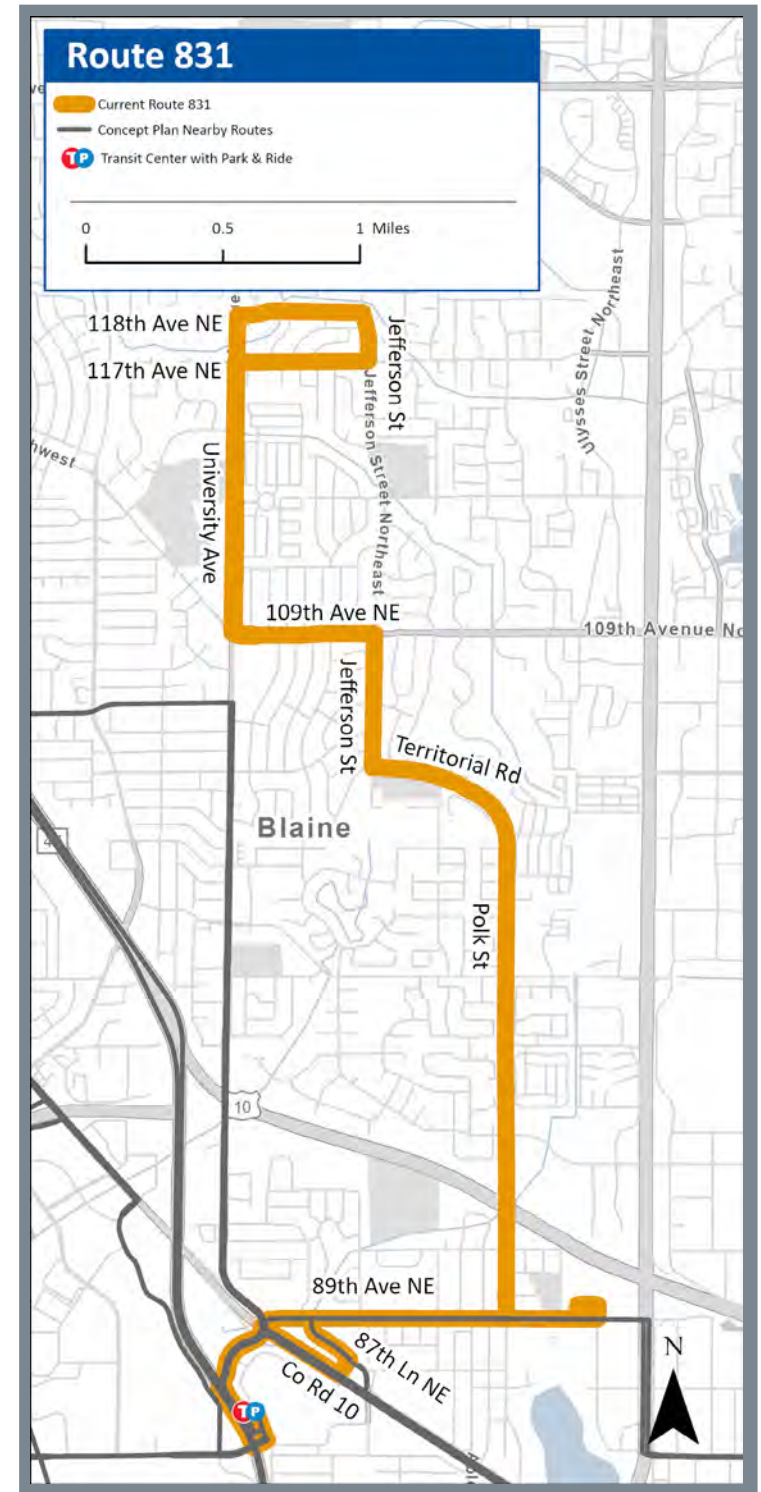 Route 831
Current Route 831
Concept Plan Nearby Routes
TP Transit Center with Park & Ride
0 0.5 1 Miles
118th Ave NE
117th Ave NE
Jefferson St
Jefferson Street Northeast
Ulysses Street Northeast
hwest
University Ave
109th Ave NE
109th Avenue No
Jefferson St
Territorial Rd
Blaine
Polk St
10
89th Ave NE
87th Ln NE
Co Rd 10
N
TP